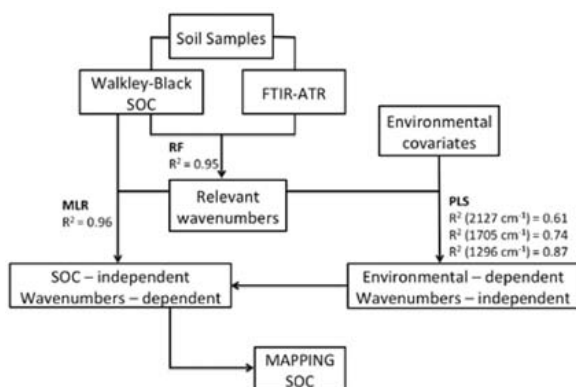 Soil Samples
Walkley-Black
SOC
FTIR-ATR
Environmental
covariates
RF
R² = 0.95
Relevant
wavenumbers
MLR
R² = 0.96
PLS
R² (2127 cm⁻¹) = 0.61
R² (1705 cm⁻¹) = 0.74
R² (1296 cm⁻¹) = 0.87
SOC – independent
Wavenumbers – dependent
Environmental – dependent
Wavenumbers – independent
MAPPING
SOC